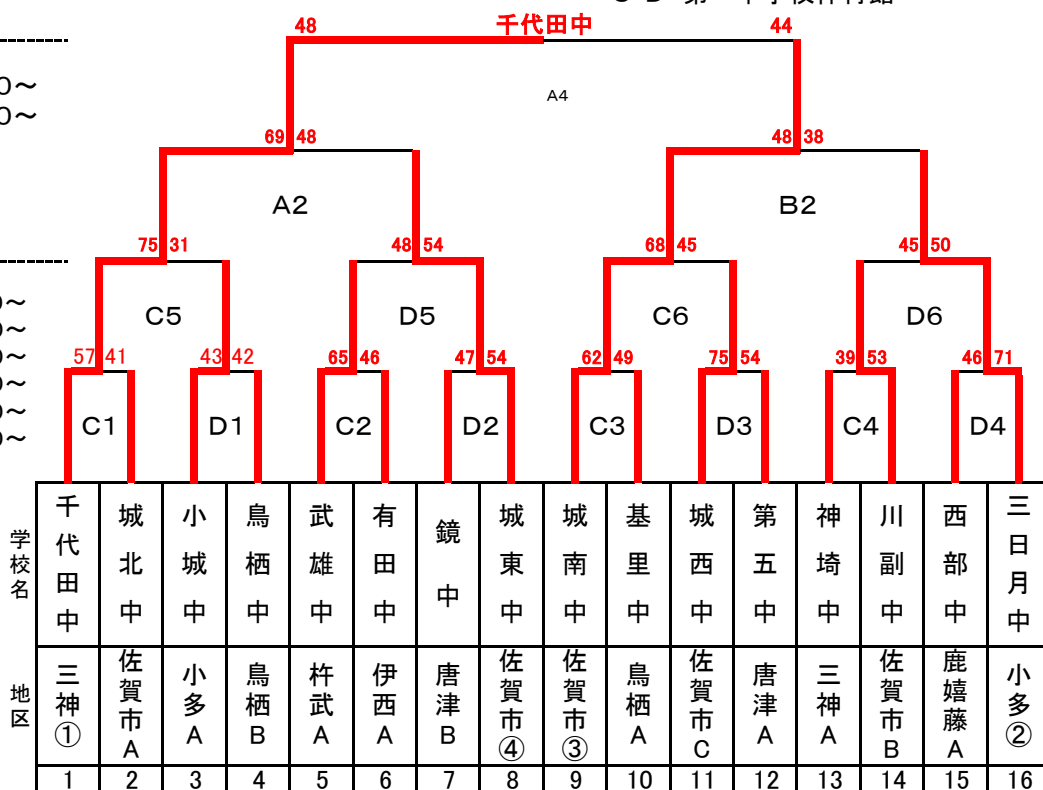 千代田中
48 44
0～
A4
0～
69 48 48 38
A2 B2
75 31 48 54 68 45 45 50
C5 D5 C6 D6
57 41 43 42 65 46 47 54 62 49 75 54 39 53 46 71
C1 D1 C2 D2 C3 D3 C4 D4
学校名 千代田中 城北中 小城中 鳥栖中 武雄中 有田中 鏡中 城東中 城南中 基里中 城西中 第五中 神埼中 川副中 西部中 三日月中
地区 三神① 佐賀市A 小多A 鳥栖B 杵武A 伊西A 唐津B 佐賀市④ 佐賀市③ 鳥栖A 佐賀市C 唐津A 三神A 佐賀市B 鹿嬉藤A 小多②
1 2 3 4 5 6 7 8 9 10 11 12 13 14 15 16